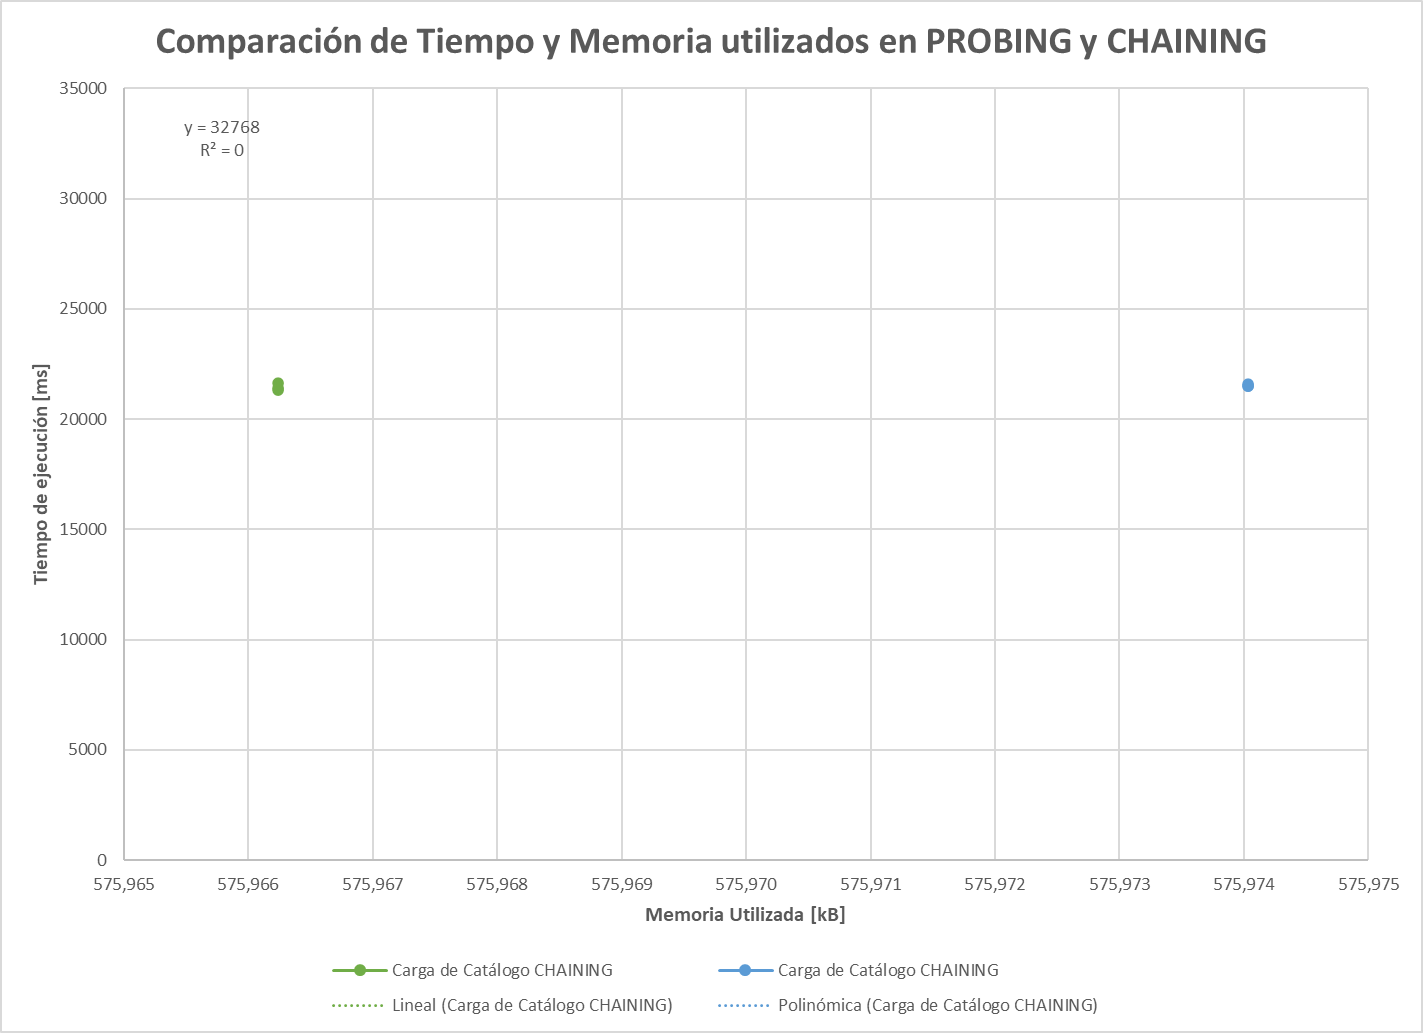 Comparación de Tiempo y Memoria utilizados en PROBING y CHAINING
y = 32768
R² = 0
Tiempo de ejecución [ms]
35000
30000
25000
20000
15000
10000
5000
0
575,965 575,966 575,967 575,968 575,969 575,970 575,971 575,972 575,973 575,974 575,975
Memoria Utilizada [kB]
Carga de Catálogo CHAINING Carga de Catálogo CHAINING
Lineal (Carga de Catálogo CHAINING) Polinómica (Carga de Catálogo CHAINING)